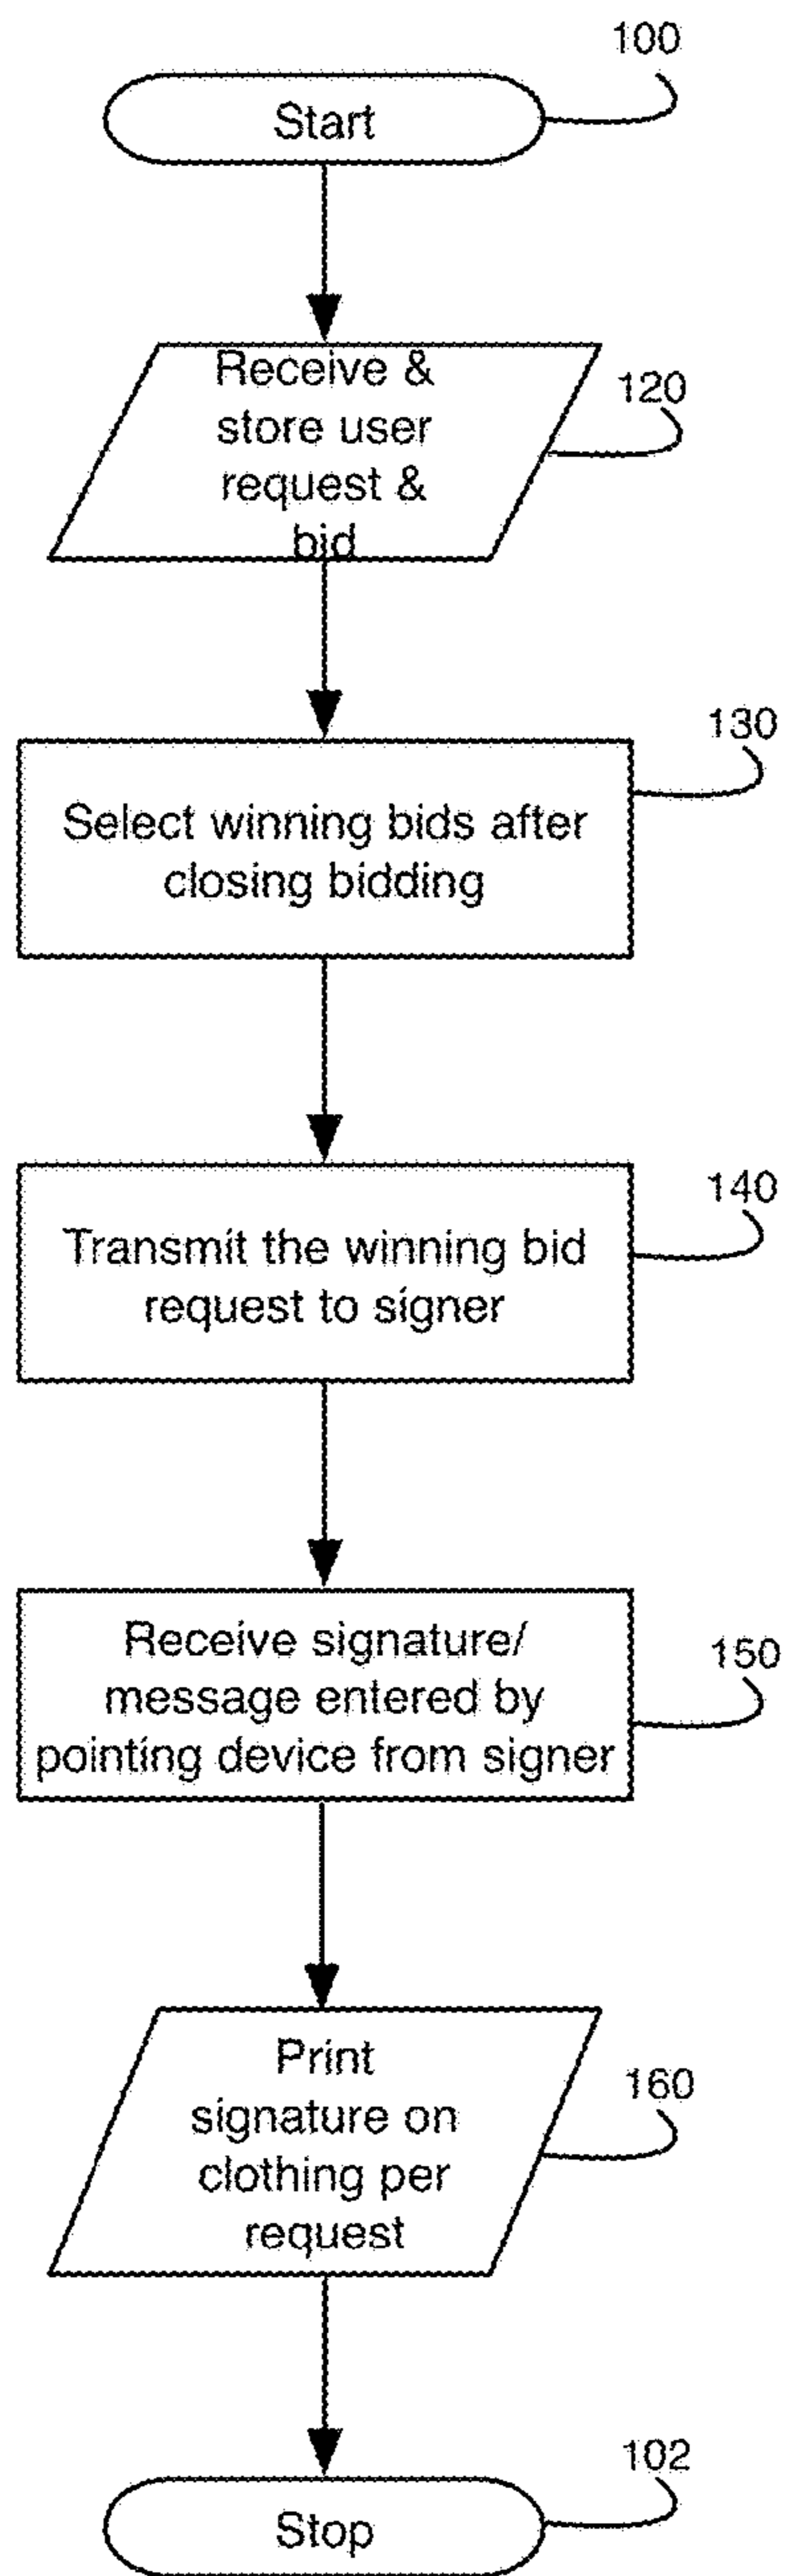 100
Start
Receive &
120
store user
request &
bid
130
Select winning bids after
closing bidding
140
Transmit the winning bid
request to signer
Receive signature/
150
message entered by
pointing device from signer
Print
160
signature on
clothing per
request
102
Stop